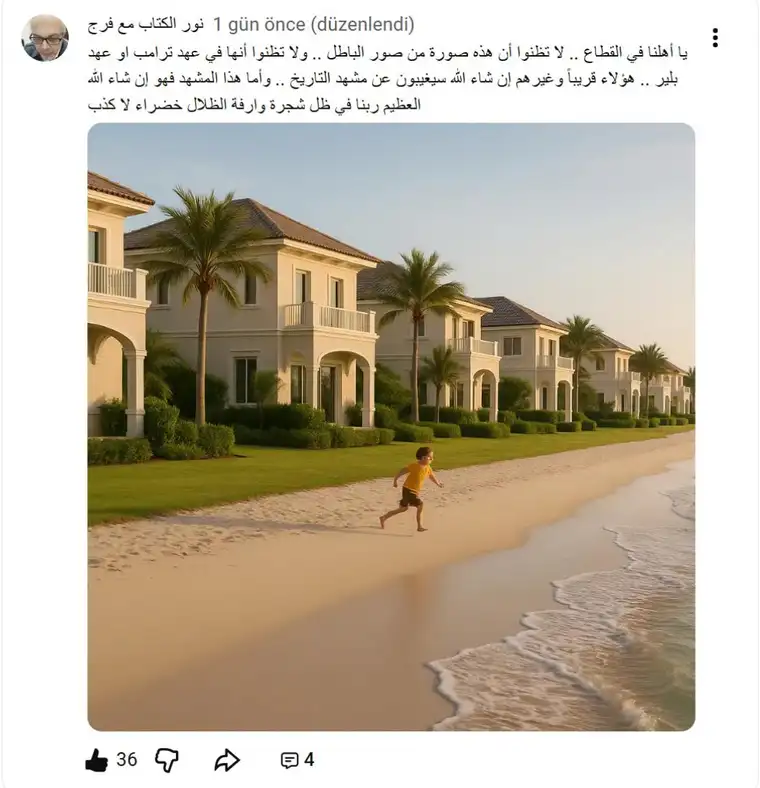 نور الكتاب مع فرج 1 gün önce (düzenlendi)
يا أهلنا في القطاع .. لا تظنوا أن هذه صورة من صور الباطل .. ولا تظنوا أنها في عهد ترامب او عهد
بلير .. هؤلاء قريباً وغيرهم إن شاء الله سيغيبون عن مشهد التاريخ .. وأما هذا المشهد فهو إن شاء الله
العظيم ربنا في ظل شجرة وارفة الظلال خضراء لا كذب
36 4